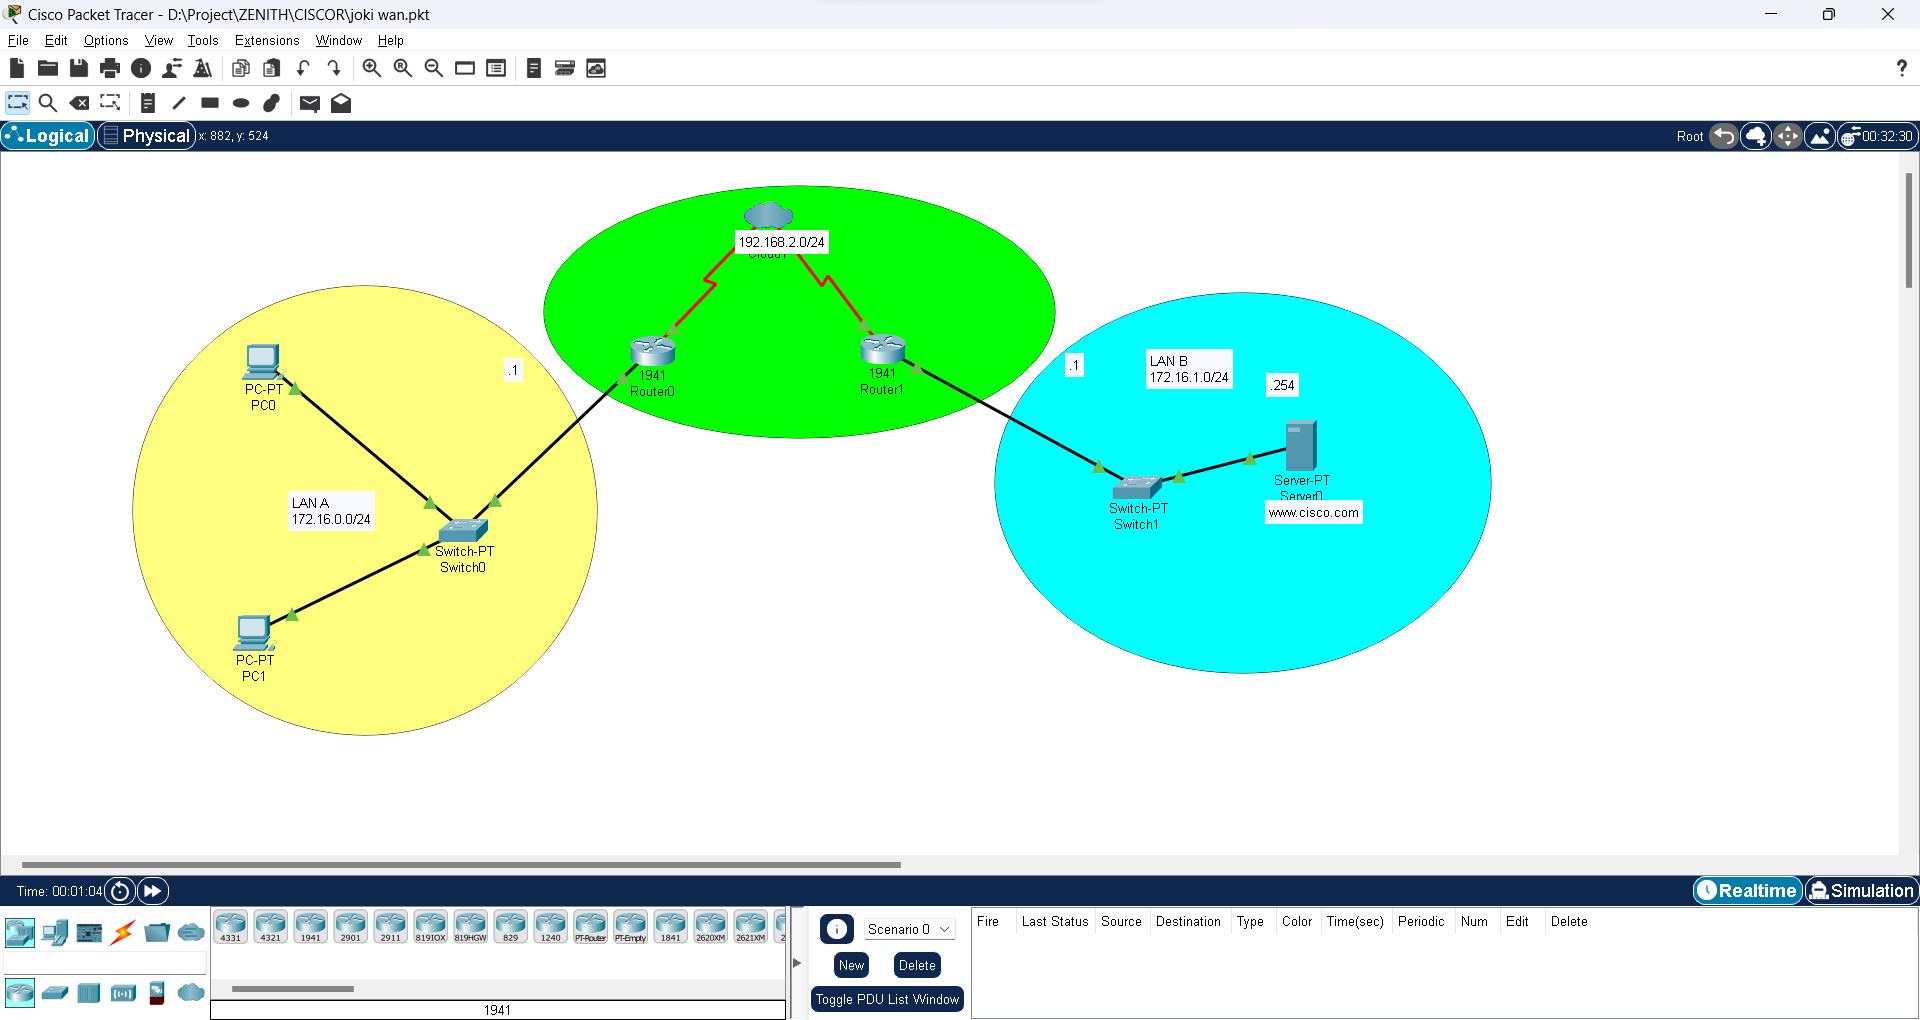 Cisco Packet Tracer - D:\Project\ZENITH\CISCOR\joki wan.pkt
File Edit Options View Tools Extensions Window Help
?
Logical Physical x: 882, y: 524 Root 00:32:30
192.168.2.0/24
Cloud1
1941
Router0
1941
Router1
PC-PT
PC0
.1
LAN A
172.16.0.0/24
Switch-PT
Switch0
PC-PT
PC1
.1
LAN B
172.16.1.0/24
.254
Server-PT
Server0
www.cisco.com
Switch-PT
Switch1
Time: 00:01:04 Realtime Simulation
4331 4321 1941 2901 2911 819IOX 819HGW 829 1240 PT-Router PT-Empty 1841 2620XM 2621XM 2
1941
Scenario 0
New Delete
Toggle PDU List Window
Fire Last Status Source Destination Type Color Time(sec) Periodic Num Edit Delete